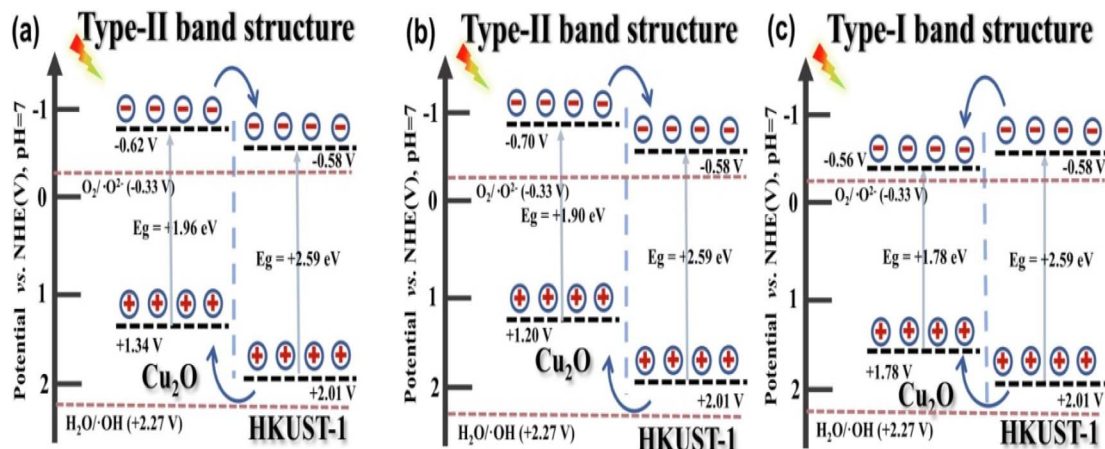 (a) Type-II band structure
Potential vs. NHE(V), pH=7
-1
0
1
2
-0.62 V
-0.58 V
O₂/ ·O²⁻ (-0.33 V)
Eg = +1.96 eV
Eg = +2.59 eV
+1.34 V
Cu₂O
+2.01 V
H₂O/·OH (+2.27 V)
HKUST-1
(b) Type-II band structure
Potential vs. NHE(V), pH=7
-1
0
1
2
-0.70 V
-0.58 V
O₂/ ·O²⁻ (-0.33 V)
Eg = +1.90 eV
Eg = +2.59 eV
+1.20 V
Cu₂O
+2.01 V
H₂O/·OH (+2.27 V)
HKUST-1
(c) Type-I band structure
Potential vs. NHE(V), pH=7
-1
0
1
2
-0.56 V
-0.58 V
O₂/ ·O²⁻ (-0.33 V)
Eg = +1.78 eV
Eg = +2.59 eV
+1.78 V
Cu₂O
+2.01 V
H₂O/·OH (+2.27 V)
HKUST-1